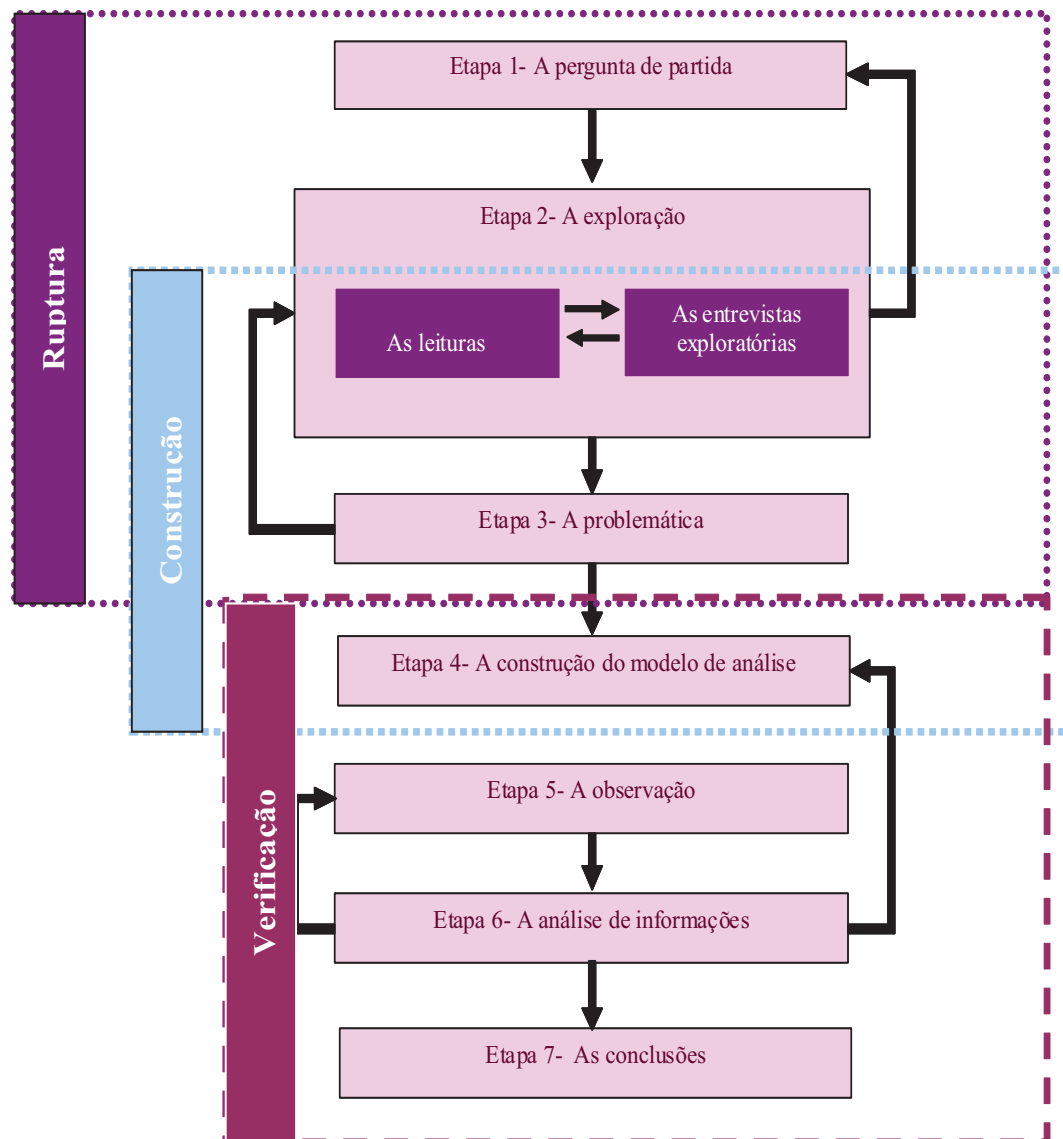 Etapa 1- A pergunta de partida
Etapa 2- A exploração
Ruptura
As leituras
As entrevistas
exploratórias
Construção
Etapa 3- A problemática
Etapa 4- A construção do modelo de análise
Verificação
Etapa 5- A observação
Etapa 6- A análise de informações
Etapa 7- As conclusões